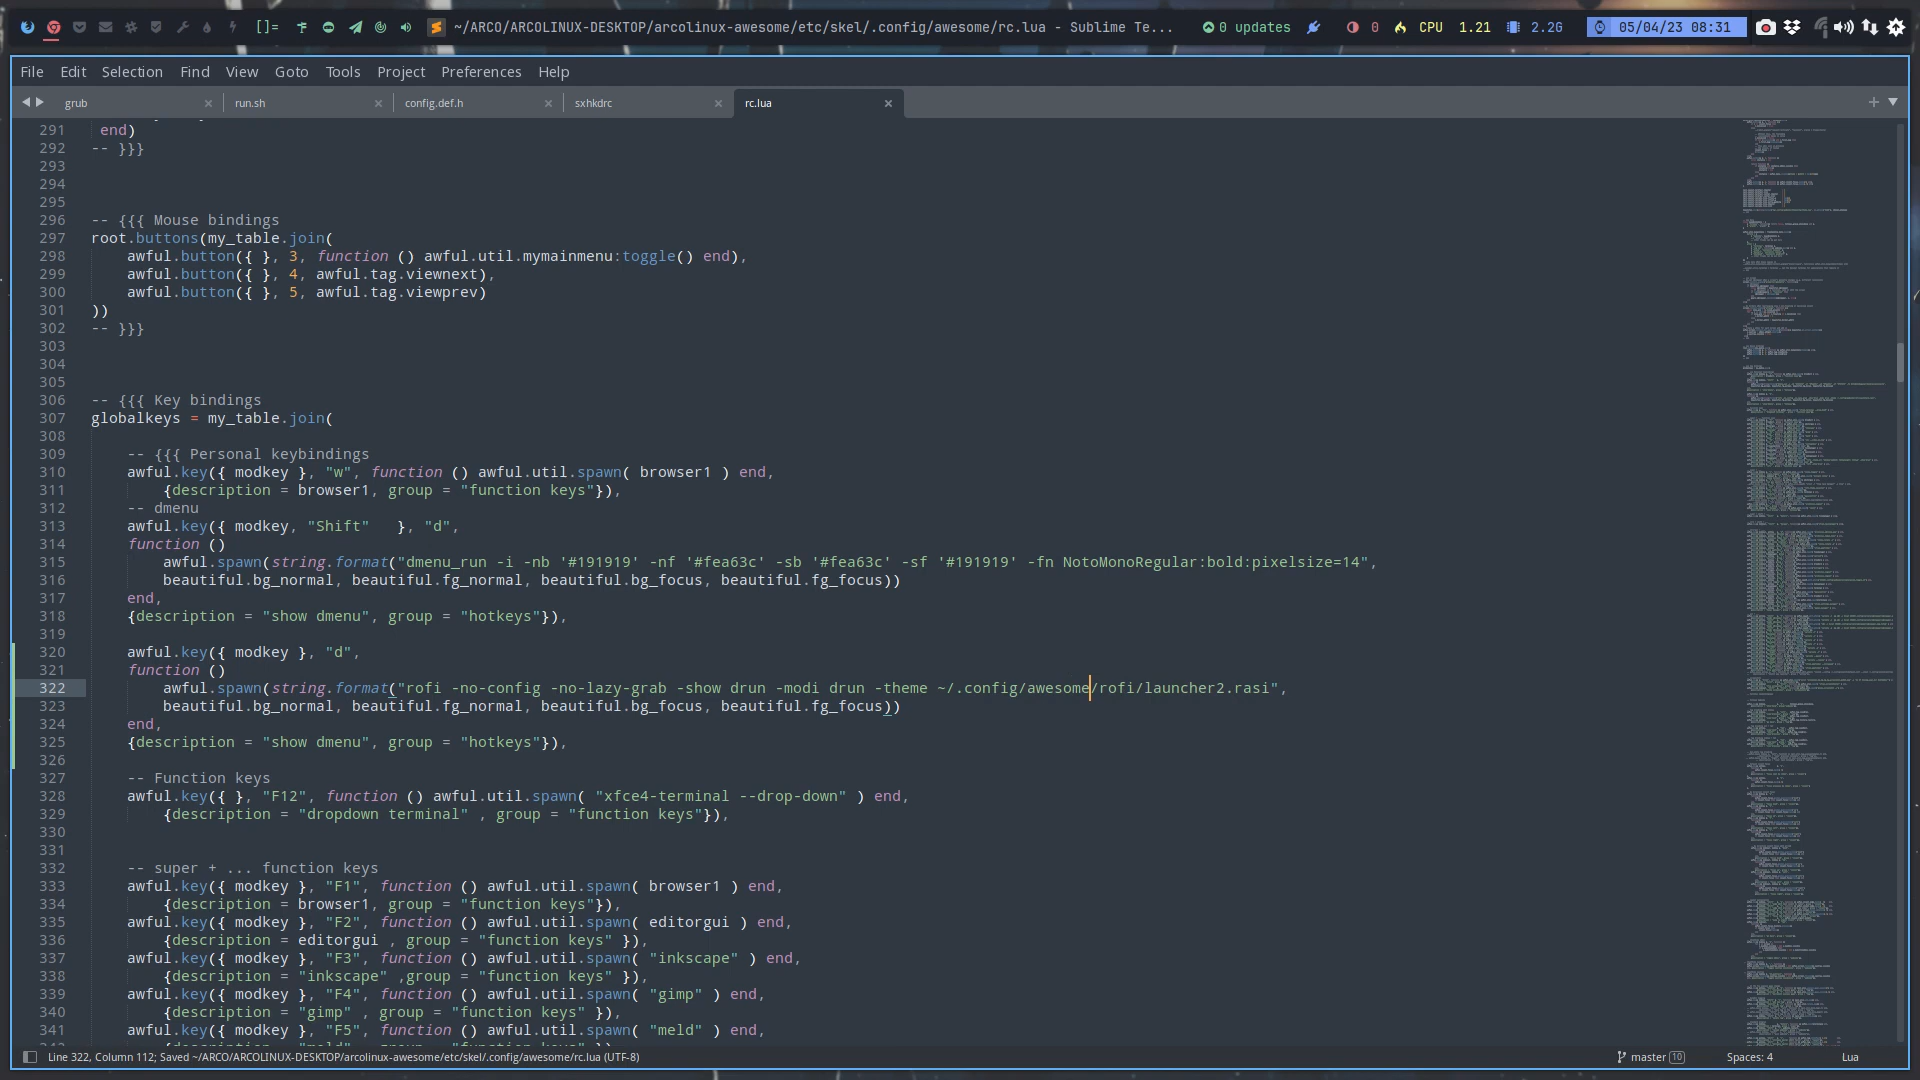 []=
~/ARCO/ARCOLINUX-DESKTOP/arcolinux-awesome/etc/skel/.config/awesome/rc.lua - Sublime Te...
0 updates
0
CPU 1.21
2.2G
05/04/23 08:31
File Edit Selection Find View Goto Tools Project Preferences Help
grub
run.sh
config.def.h
sxhkdrc
rc.lua
291 end)
292 -- }}}
293
294
295
296 -- {{{ Mouse bindings
297 root.buttons(my_table.join(
298 awful.button({ }, 3, function () awful.util.mymainmenu:toggle() end),
299 awful.button({ }, 4, awful.tag.viewnext),
300 awful.button({ }, 5, awful.tag.viewprev)
301 ))
302 -- }}}
303
304
305
306 -- {{{ Key bindings
307 globalkeys = my_table.join(
308
309 -- {{{ Personal keybindings
310 awful.key({ modkey }, "w", function () awful.util.spawn( browser1 ) end,
311 {description = browser1, group = "function keys"}),
312 -- dmenu
313 awful.key({ modkey, "Shift"   }, "d",
314 function ()
315 awful.spawn(string.format("dmenu_run -i -nb '#191919' -nf '#fea63c' -sb '#fea63c' -sf '#191919' -fn NotoMonoRegular:bold:pixelsize=14",
316 beautiful.bg_normal, beautiful.fg_normal, beautiful.bg_focus, beautiful.fg_focus))
317 end,
318 {description = "show dmenu", group = "hotkeys"}),
319
320 awful.key({ modkey }, "d",
321 function ()
322 awful.spawn(string.format("rofi -no-config -no-lazy-grab -show drun -modi drun -theme ~/.config/awesome/rofi/launcher2.rasi",
323 beautiful.bg_normal, beautiful.fg_normal, beautiful.bg_focus, beautiful.fg_focus))
324 end,
325 {description = "show dmenu", group = "hotkeys"}),
326
327 -- Function keys
328 awful.key({ }, "F12", function () awful.util.spawn( "xfce4-terminal --drop-down" ) end,
329 {description = "dropdown terminal" , group = "function keys"}),
330
331
332 -- super + ... function keys
333 awful.key({ modkey }, "F1", function () awful.util.spawn( browser1 ) end,
334 {description = browser1, group = "function keys"}),
335 awful.key({ modkey }, "F2", function () awful.util.spawn( editorgui ) end,
336 {description = editorgui , group = "function keys" }),
337 awful.key({ modkey }, "F3", function () awful.util.spawn( "inkscape" ) end,
338 {description = "inkscape" ,group = "function keys" }),
339 awful.key({ modkey }, "F4", function () awful.util.spawn( "gimp" ) end,
340 {description = "gimp" , group = "function keys" }),
341 awful.key({ modkey }, "F5", function () awful.util.spawn( "meld" ) end,
Line 322, Column 112; Saved ~/ARCO/ARCOLINUX-DESKTOP/arcolinux-awesome/etc/skel/.config/awesome/rc.lua (UTF-8)
master 10
Spaces: 4
Lua